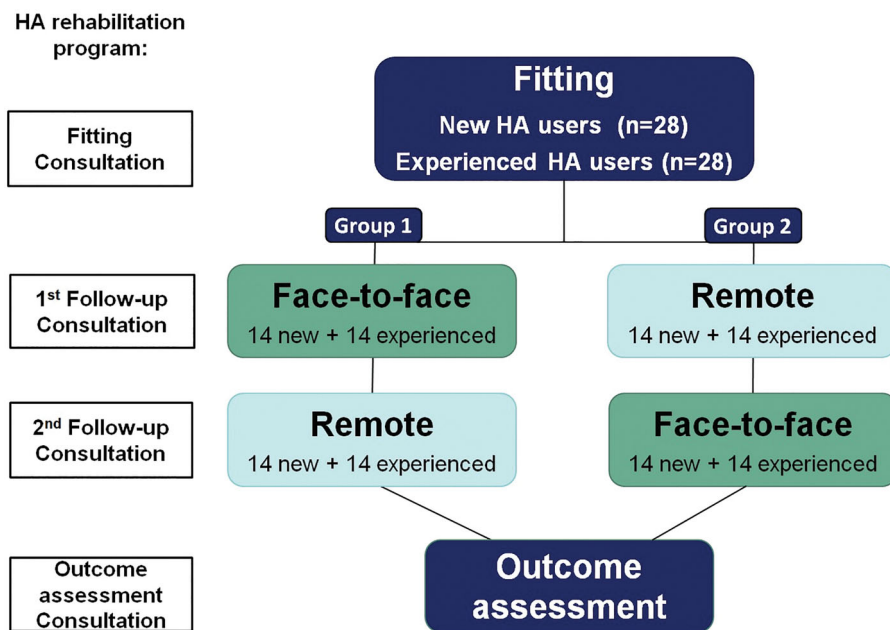 HA rehabilitation
program:
Fitting
Consultation
Fitting
New HA users (n=28)
Experienced HA users (n=28)
Group 1
Group 2
1st Follow-up
Consultation
Face-to-face
14 new + 14 experienced
Remote
14 new + 14 experienced
2nd Follow-up
Consultation
Remote
14 new + 14 experienced
Face-to-face
14 new + 14 experienced
Outcome
assessment
Consultation
Outcome
assessment